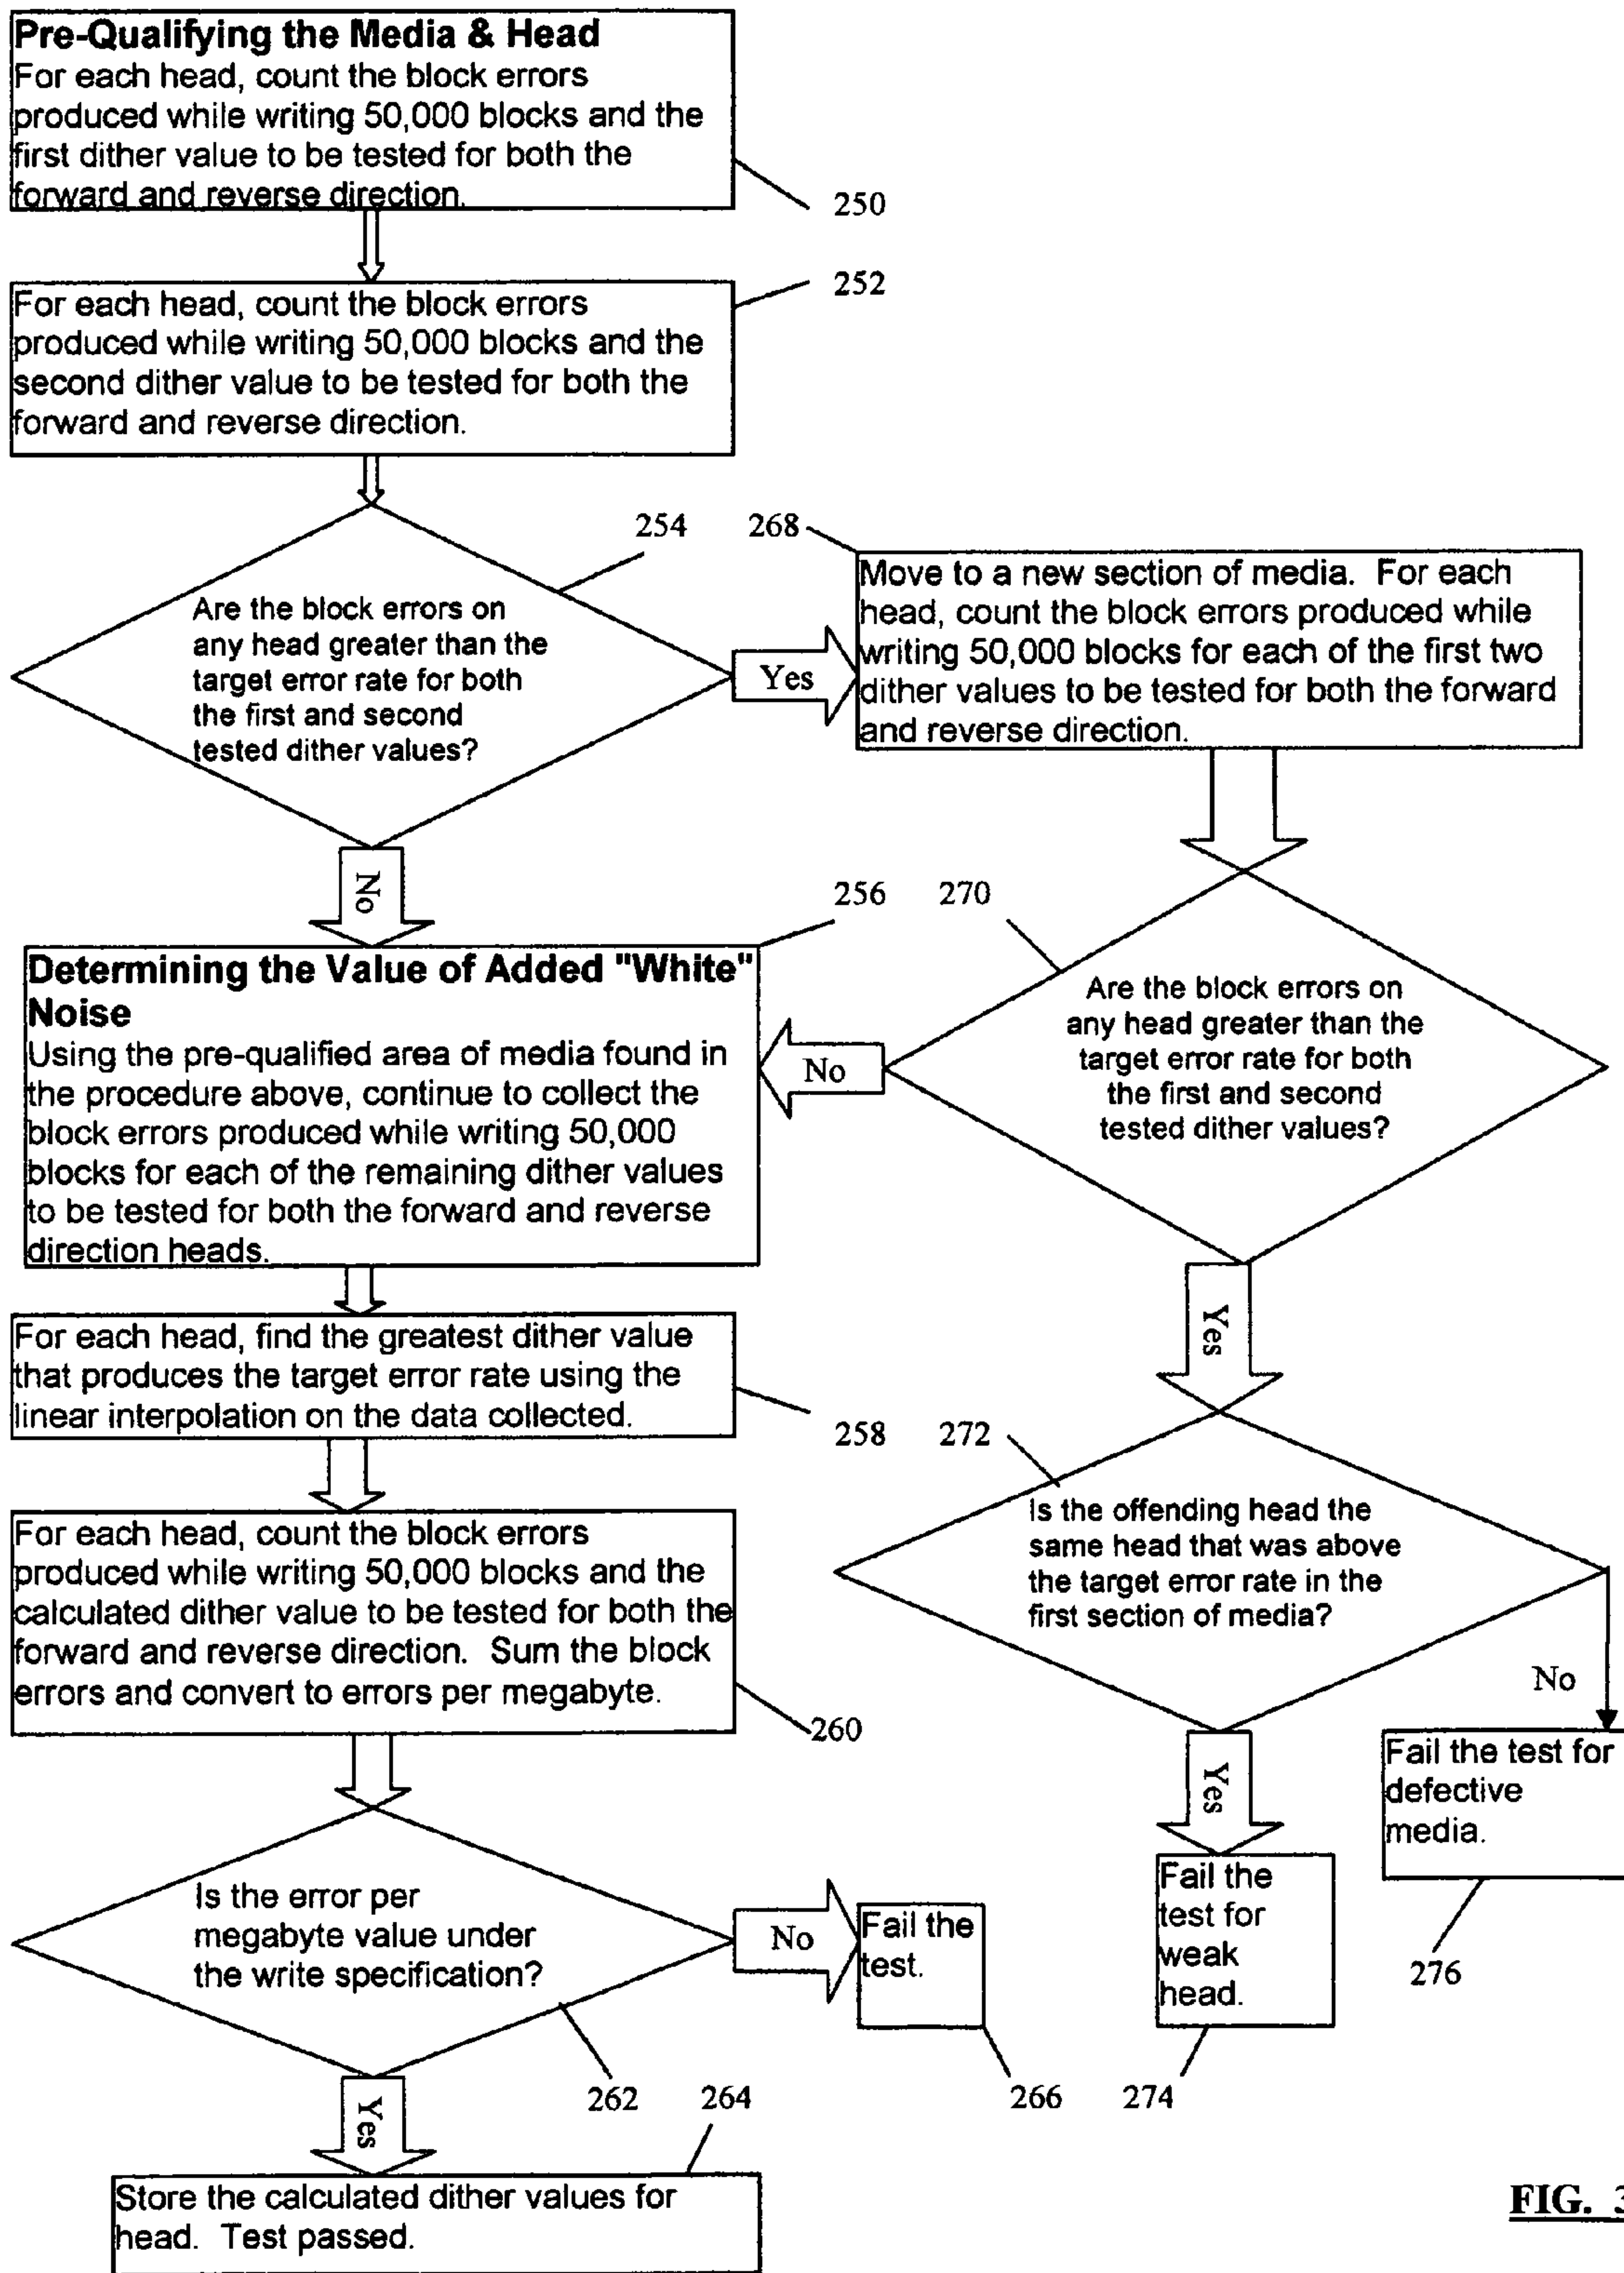 Pre-Qualifying the Media & Head
For each head, count the block errors
produced while writing 50,000 blocks and the
first dither value to be tested for both the
forward and reverse direction.
250
252
For each head, count the block errors
produced while writing 50,000 blocks and the
second dither value to be tested for both the
forward and reverse direction.
254
Are the block errors on
any head greater than the
target error rate for both
the first and second
tested dither values?
Yes
268
Move to a new section of media. For each
head, count the block errors produced while
writing 50,000 blocks for each of the first two
dither values to be tested for both the forward
and reverse direction.
No
256
Determining the Value of Added "White"
Noise
Using the pre-qualified area of media found in
the procedure above, continue to collect the
block errors produced while writing 50,000
blocks for each of the remaining dither values
to be tested for both the forward and reverse
direction heads.
270
Are the block errors on
any head greater than the
target error rate for both
the first and second
tested dither values?
No
Yes
For each head, find the greatest dither value
that produces the target error rate using the
linear interpolation on the data collected.
258
272
Is the offending head the
same head that was above
the target error rate in the
first section of media?
For each head, count the block errors
produced while writing 50,000 blocks and the
calculated dither value to be tested for both the
forward and reverse direction. Sum the block
errors and convert to errors per megabyte.
260
No
Yes
Fail the test for
defective
media.
276
Fail the
test for
weak
head.
274
Is the error per
megabyte value under
the write specification?
262
No
Fail the
test.
266
Yes
264
Store the calculated dither values for
head. Test passed.
FIG. 3